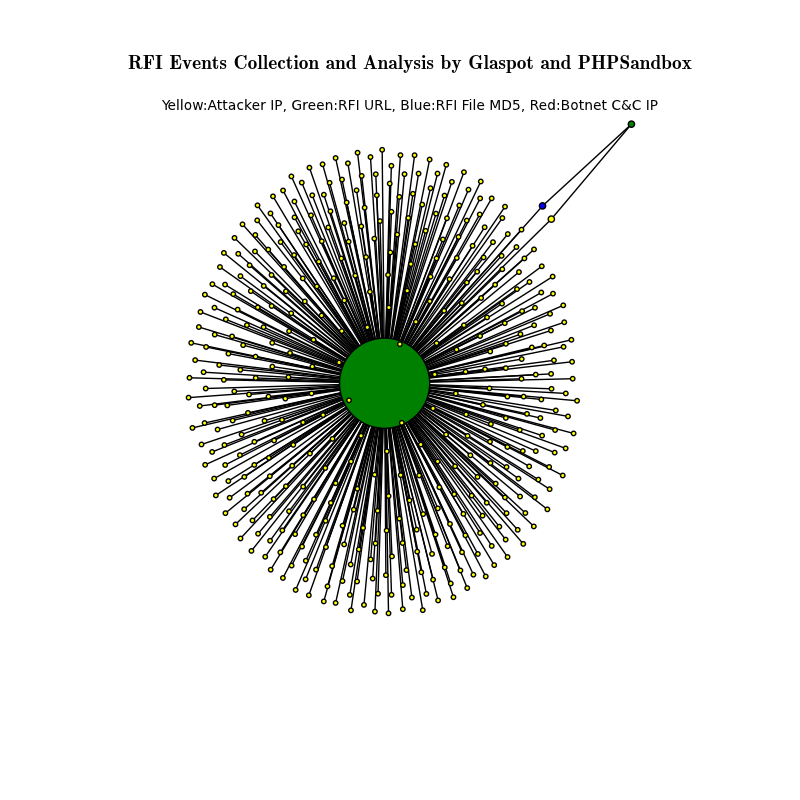 RFI Events Collection and Analysis by Glaspot and PHPSandbox
Yellow:Attacker IP, Green:RFI URL, Blue:RFI File MD5, Red:Botnet C&C IP